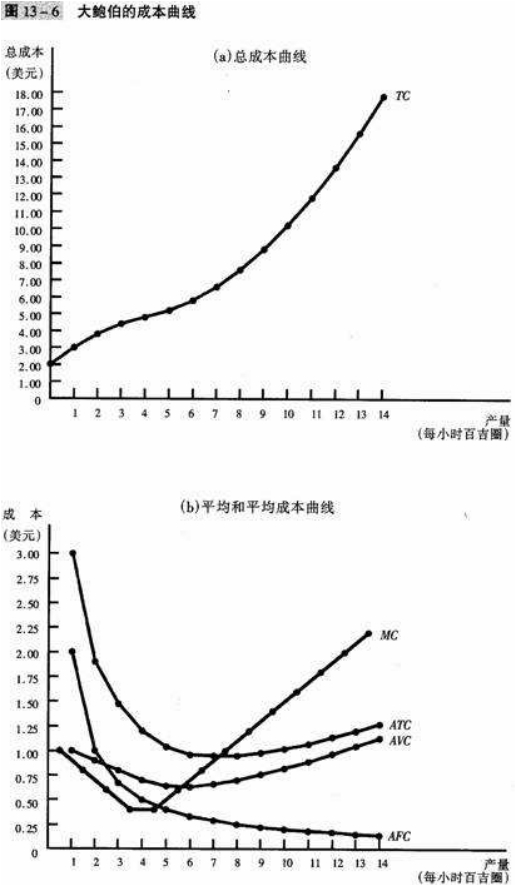 图 13-6 大鲍伯的成本曲线
总成本
(美元)
(a)总成本曲线
18.00
17.00
16.00
15.00
14.00
13.00
12.00
11.00
10.00
9.00
8.00
7.00
6.00
5.00
4.00
3.00
2.00
1.00
0
TC
1 2 3 4 5 6 7 8 9 10 11 12 13 14
产量
(每小时百吉圈)
(b)平均和平均成本曲线
成 本
(美元)
3.00
2.75
2.50
2.25
2.00
1.75
1.50
1.25
1.00
0.75
0.50
0.25
0
MC
ATC
AVC
AFC
1 2 3 4 5 6 7 8 9 10 11 12 13 14
产量
(每小时百吉圈)